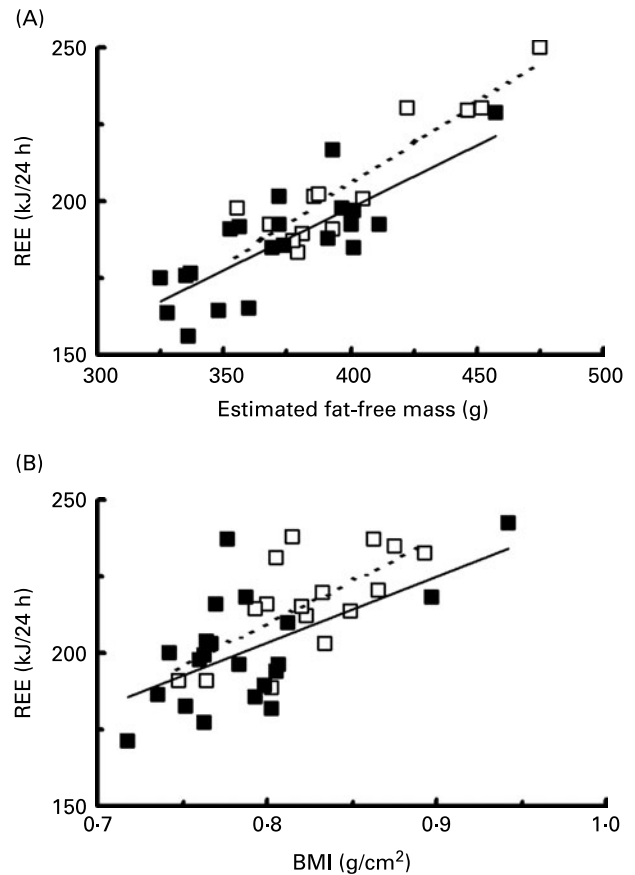 (A)
250
200
150
REE (kJ/24 h)
300
350
400
450
500
Estimated fat-free mass (g)
(B)
250
200
150
REE (kJ/24 h)
0·7
0·8
0·9
1·0
BMI (g/cm²)